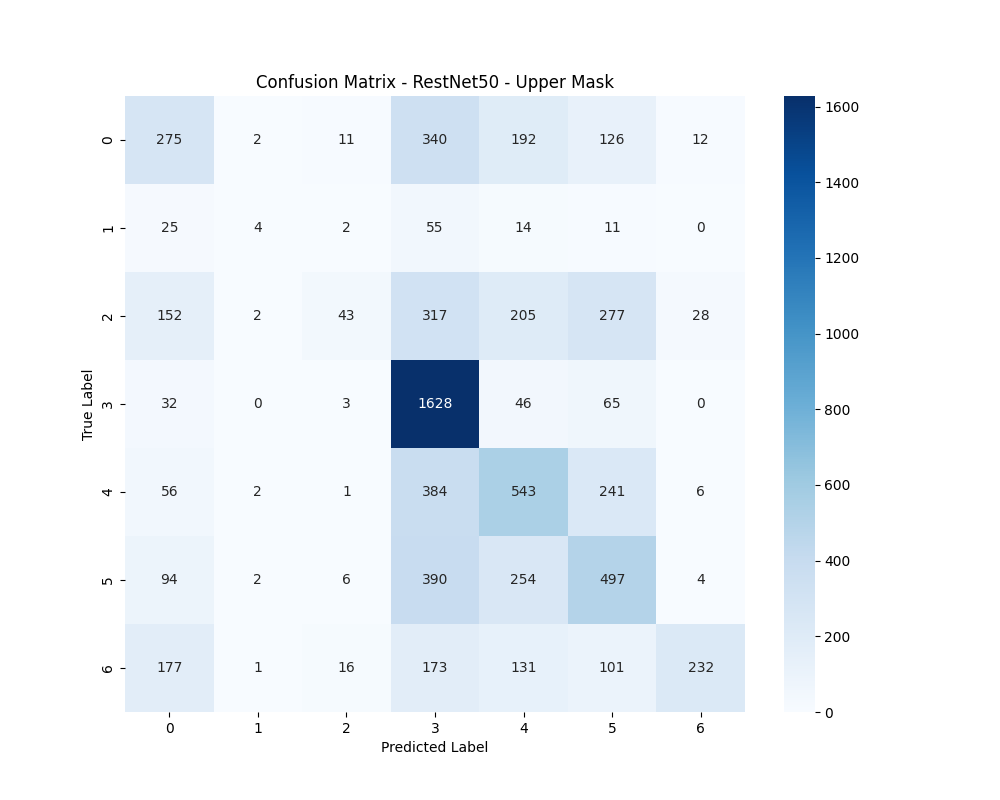 Confusion Matrix - RestNet50 - Upper Mask
0 275 2 11 340 192 126 12
1 25 4 2 55 14 11 0
2 152 2 43 317 205 277 28
3 32 0 3 1628 46 65 0
4 56 2 1 384 543 241 6
5 94 2 6 390 254 497 4
6 177 1 16 173 131 101 232
0 1 2 3 4 5 6
True Label
Predicted Label
1600
1400
1200
1000
800
600
400
200
0